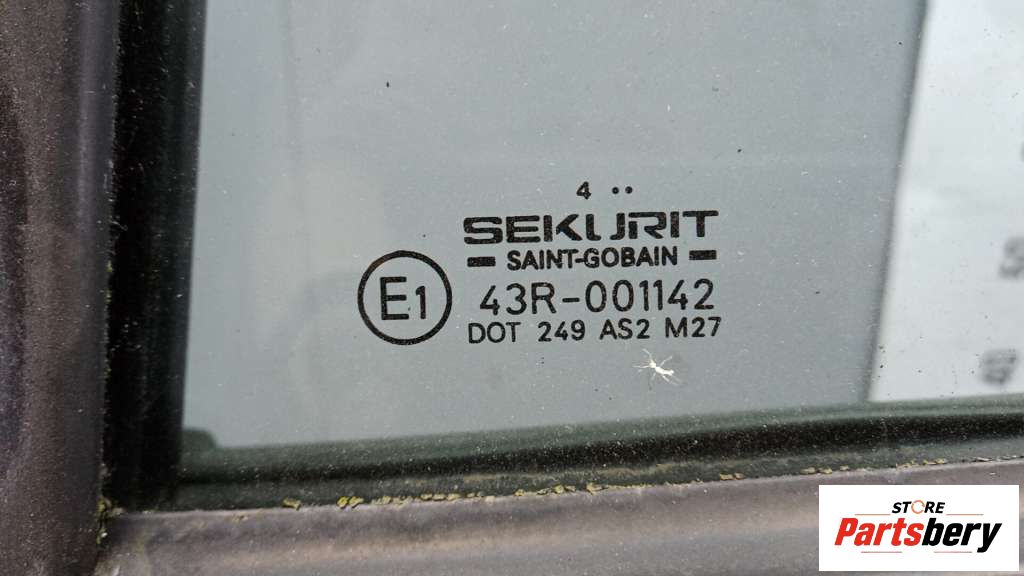 4 ··
SEKURIT
SAINT-GOBAIN
E1
43R-001142
DOT 249 AS2 M27
STORE
Partsbery